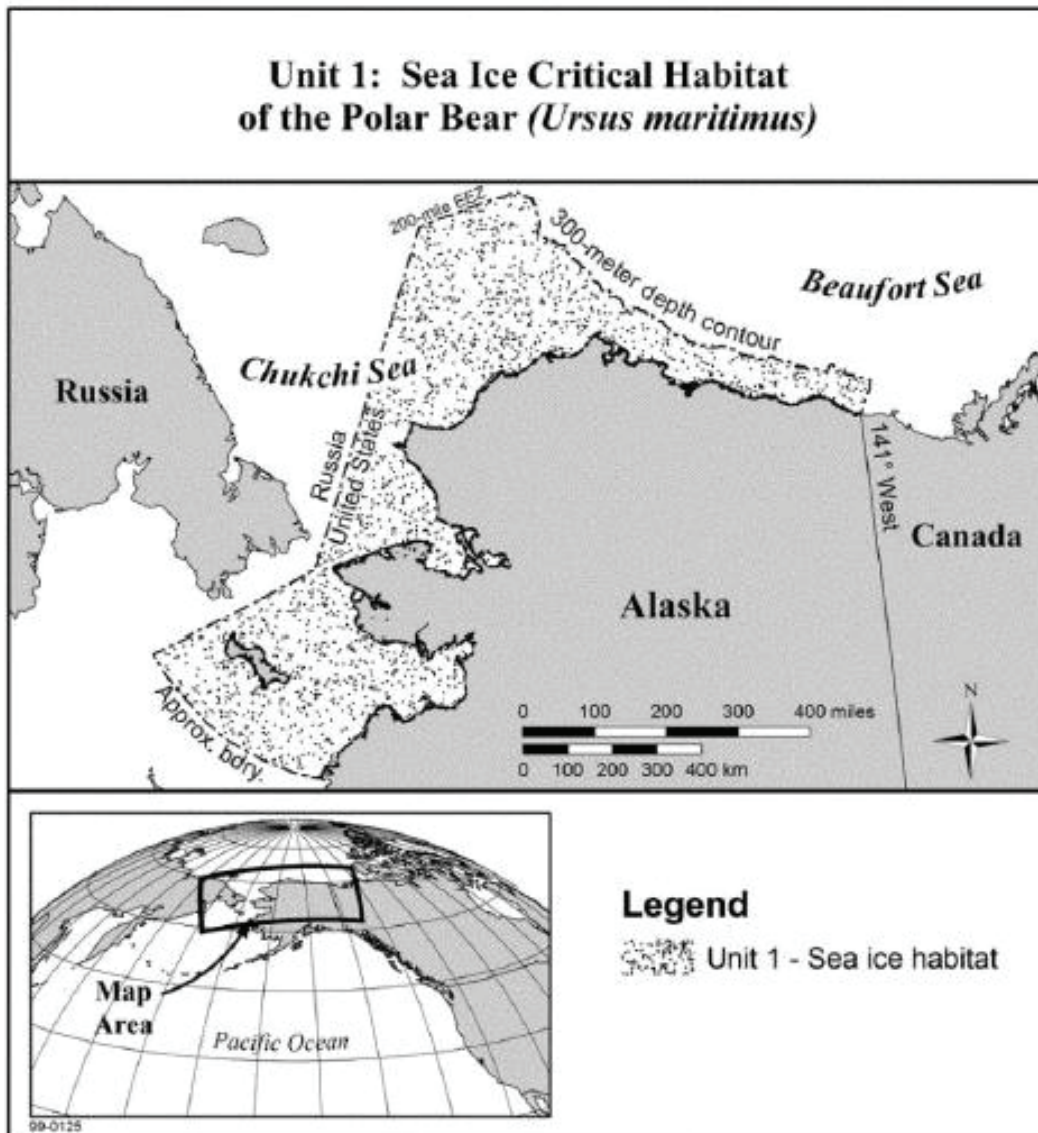 Unit 1: Sea Ice Critical Habitat
of the Polar Bear (Ursus maritimus)
200-mile EEZ
300-meter depth contour
Beaufort Sea
Chukchi Sea
Russia
Russia
United States
141° West
Canada
Alaska
Approx. bdry.
N
0 100 200 300 400 miles
0 100 200 300 400 km
Map
Area
Pacific Ocean
Legend
Unit 1 - Sea ice habitat
99-0125